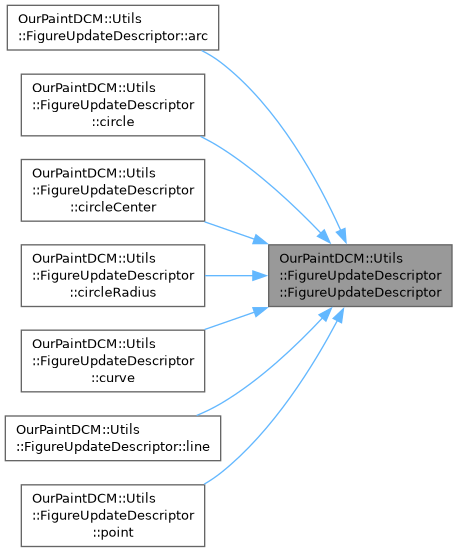 OurPaintDCM::Utils
::FigureUpdateDescriptor::arc
OurPaintDCM::Utils
::FigureUpdateDescriptor
::circle
OurPaintDCM::Utils
::FigureUpdateDescriptor
::circleCenter
OurPaintDCM::Utils
::FigureUpdateDescriptor
::circleRadius
OurPaintDCM::Utils
::FigureUpdateDescriptor
::curve
OurPaintDCM::Utils
::FigureUpdateDescriptor::line
OurPaintDCM::Utils
::FigureUpdateDescriptor
::point
OurPaintDCM::Utils
::FigureUpdateDescriptor
::FigureUpdateDescriptor